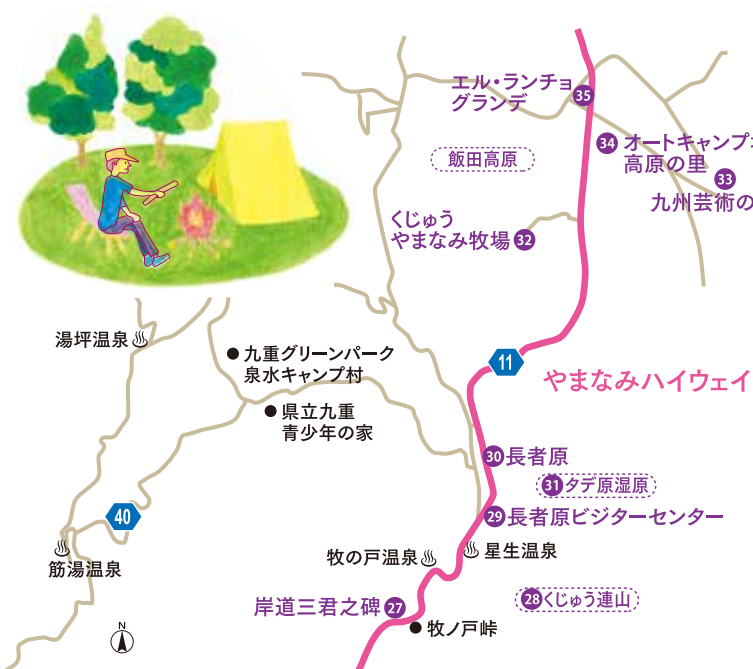 エル・ランチョ
グランデ
35
34
オートキャンプ
高原の里
33
九州芸術の
飯田高原
くじゅう
やまなみ牧場
32
湯坪温泉
九重グリーンパーク
泉水キャンプ村
11
やまなみハイウェイ
県立九重
青少年の家
30
長者原
31
タデ原湿原
40
29
長者原ビジターセンター
筋湯温泉
牧の戸温泉
星生温泉
28
くじゅう連山
岸道三君之碑
27
牧ノ戸峠
N